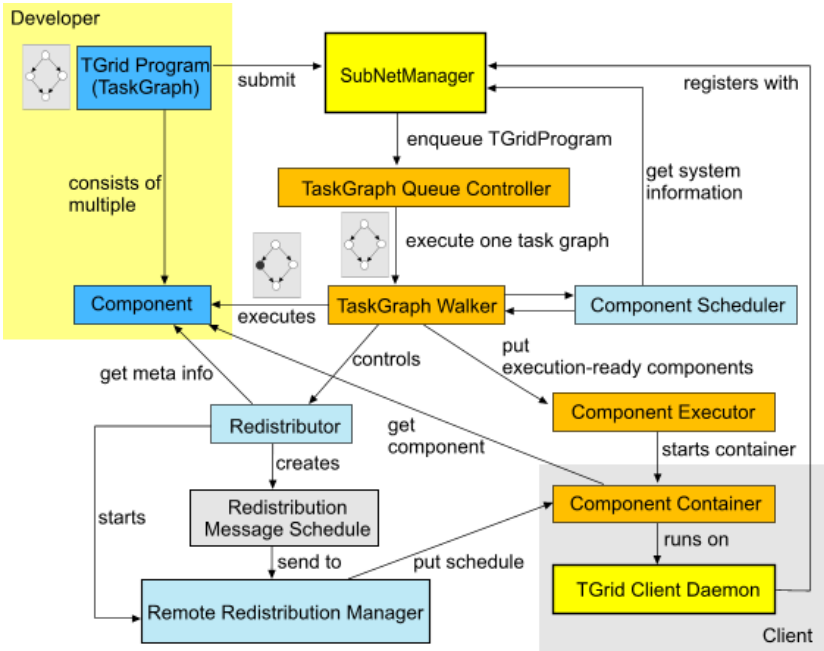 Developer
TGrid Program
(TaskGraph)
submit
SubNetManager
registers with
enqueue TGridProgram
consists of
multiple
TaskGraph Queue Controller
get system
information
execute one task graph
Component
executes
TaskGraph Walker
Component Scheduler
get meta info
controls
put
execution-ready components
Redistributor
get
component
Component Executor
creates
starts container
starts
Redistribution
Message Schedule
Component Container
send to
put schedule
runs on
Remote Redistribution Manager
TGrid Client Daemon
Client